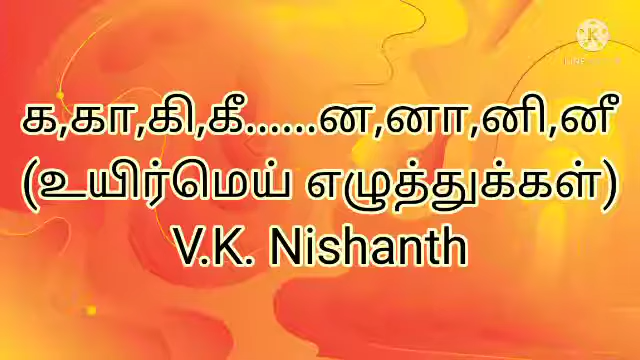 க,கா,கி,கீ......ன,னா,னி,னீ
(உயிர்மெய் எழுத்துக்கள்)
V.K. Nishanth